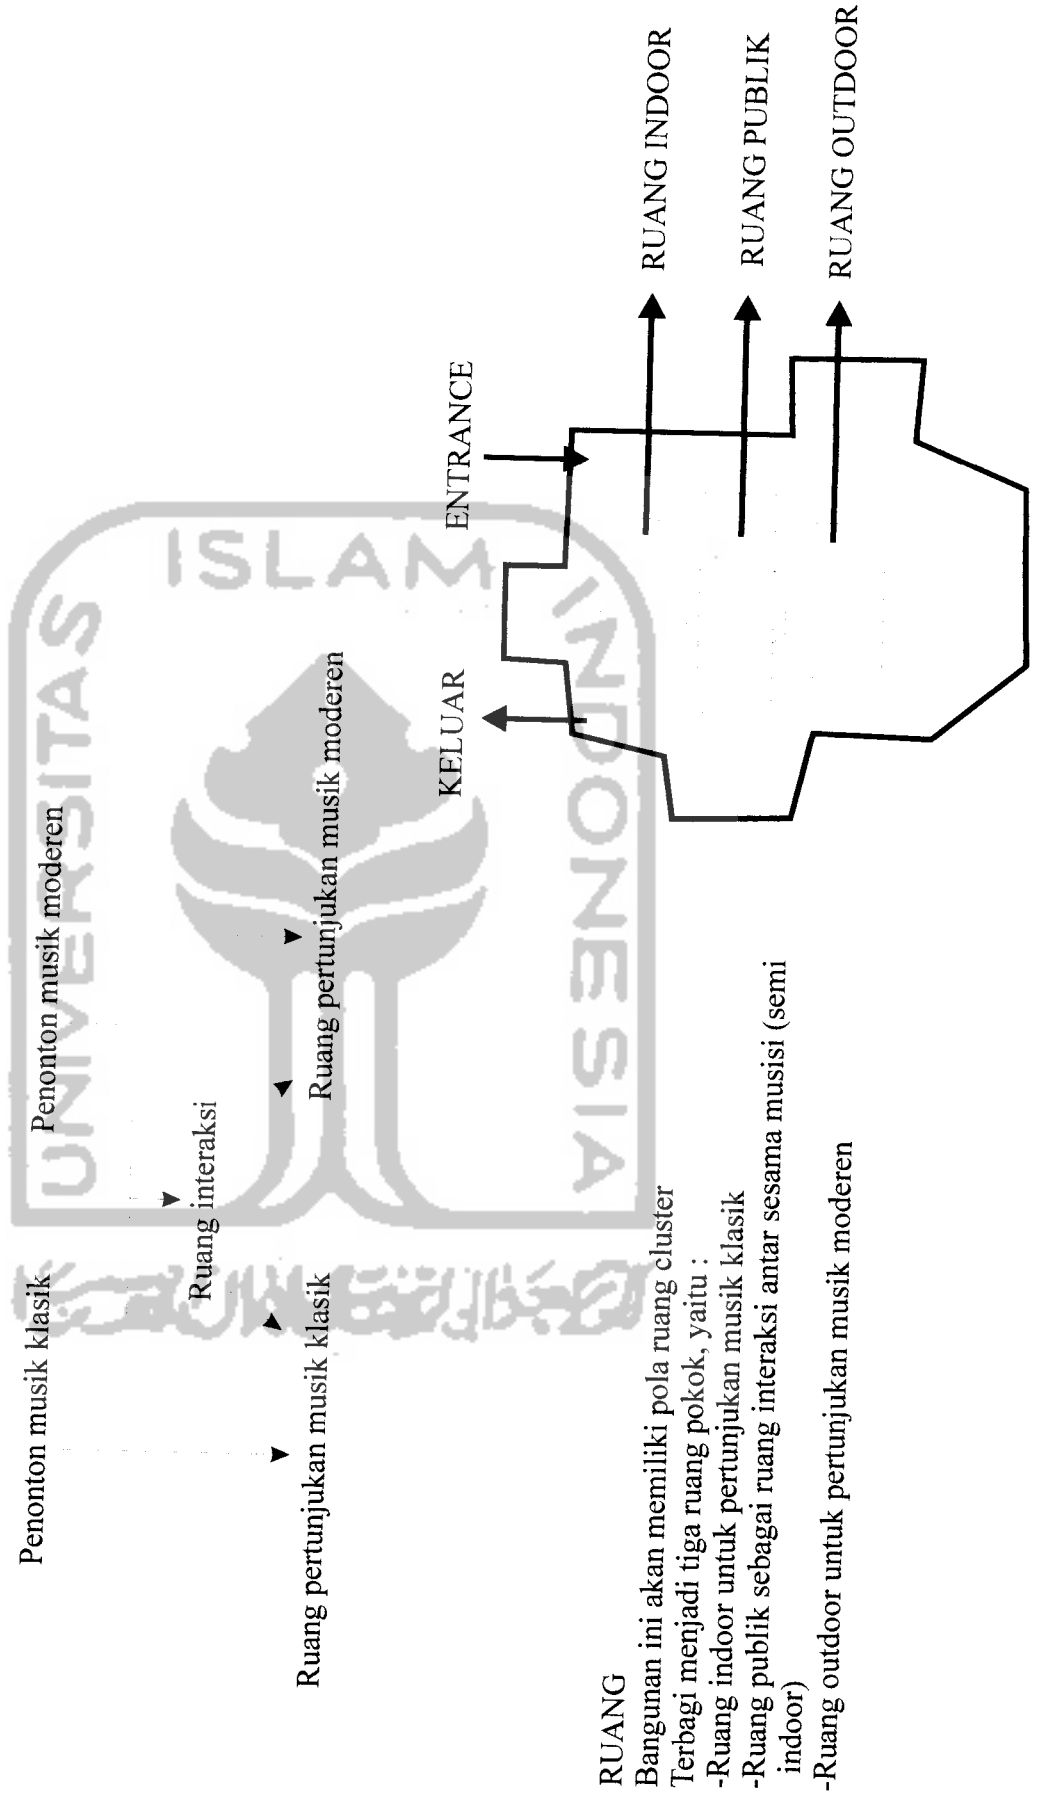 Penonton musik klasik
Penonton musik moderen
Ruang interaksi
Ruang pertunjukan musik klasik
Ruang pertunjukan musik moderen
KELUAR
ENTRANCE
RUANG INDOOR
RUANG PUBLIK
RUANG OUTDOOR
RUANG
Bangunan ini akan memiliki pola ruang cluster
Terbagi menjadi tiga ruang pokok, yaitu :
-Ruang indoor untuk pertunjukan musik klasik
-Ruang publik sebagai ruang interaksi antar sesama musisi (semi
indoor)
-Ruang outdoor untuk pertunjukan musik moderen
UNIVERSITAS
ISLAM
INDONESIA